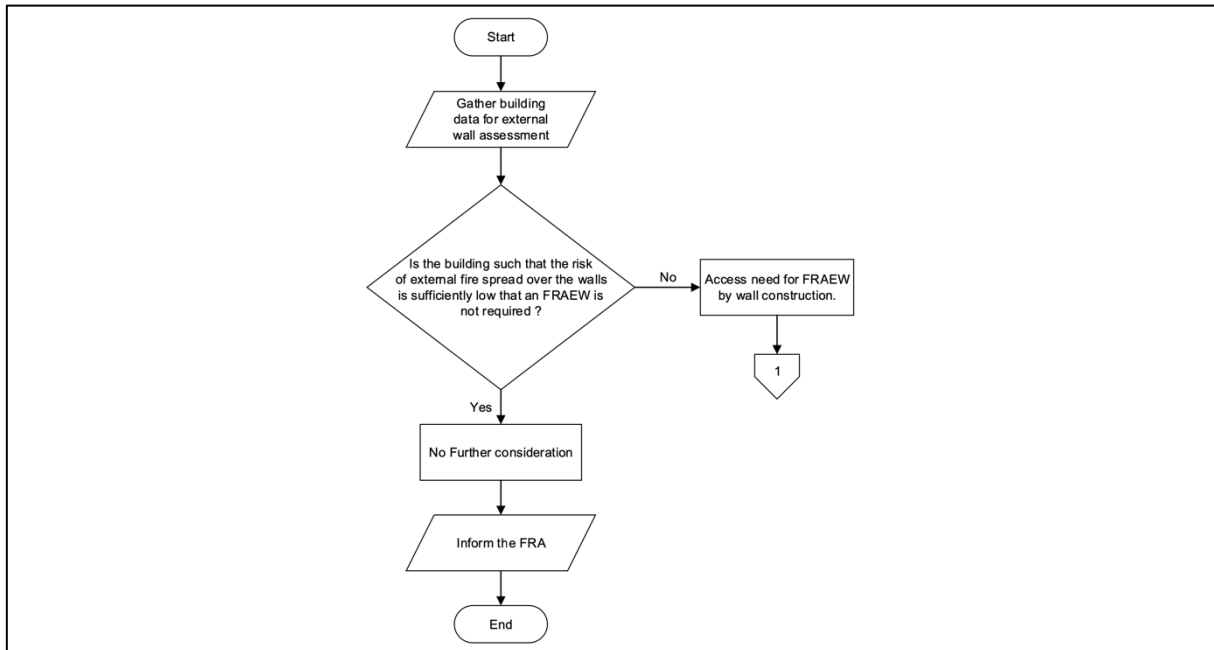 Start
Gather building
data for external
wall assessment
Is the building such that the risk
of external fire spread over the walls
is sufficiently low that an FRAEW is
not required ?
No
Access need for FRAEW
by wall construction.
1
Yes
No Further consideration
Inform the FRA
End